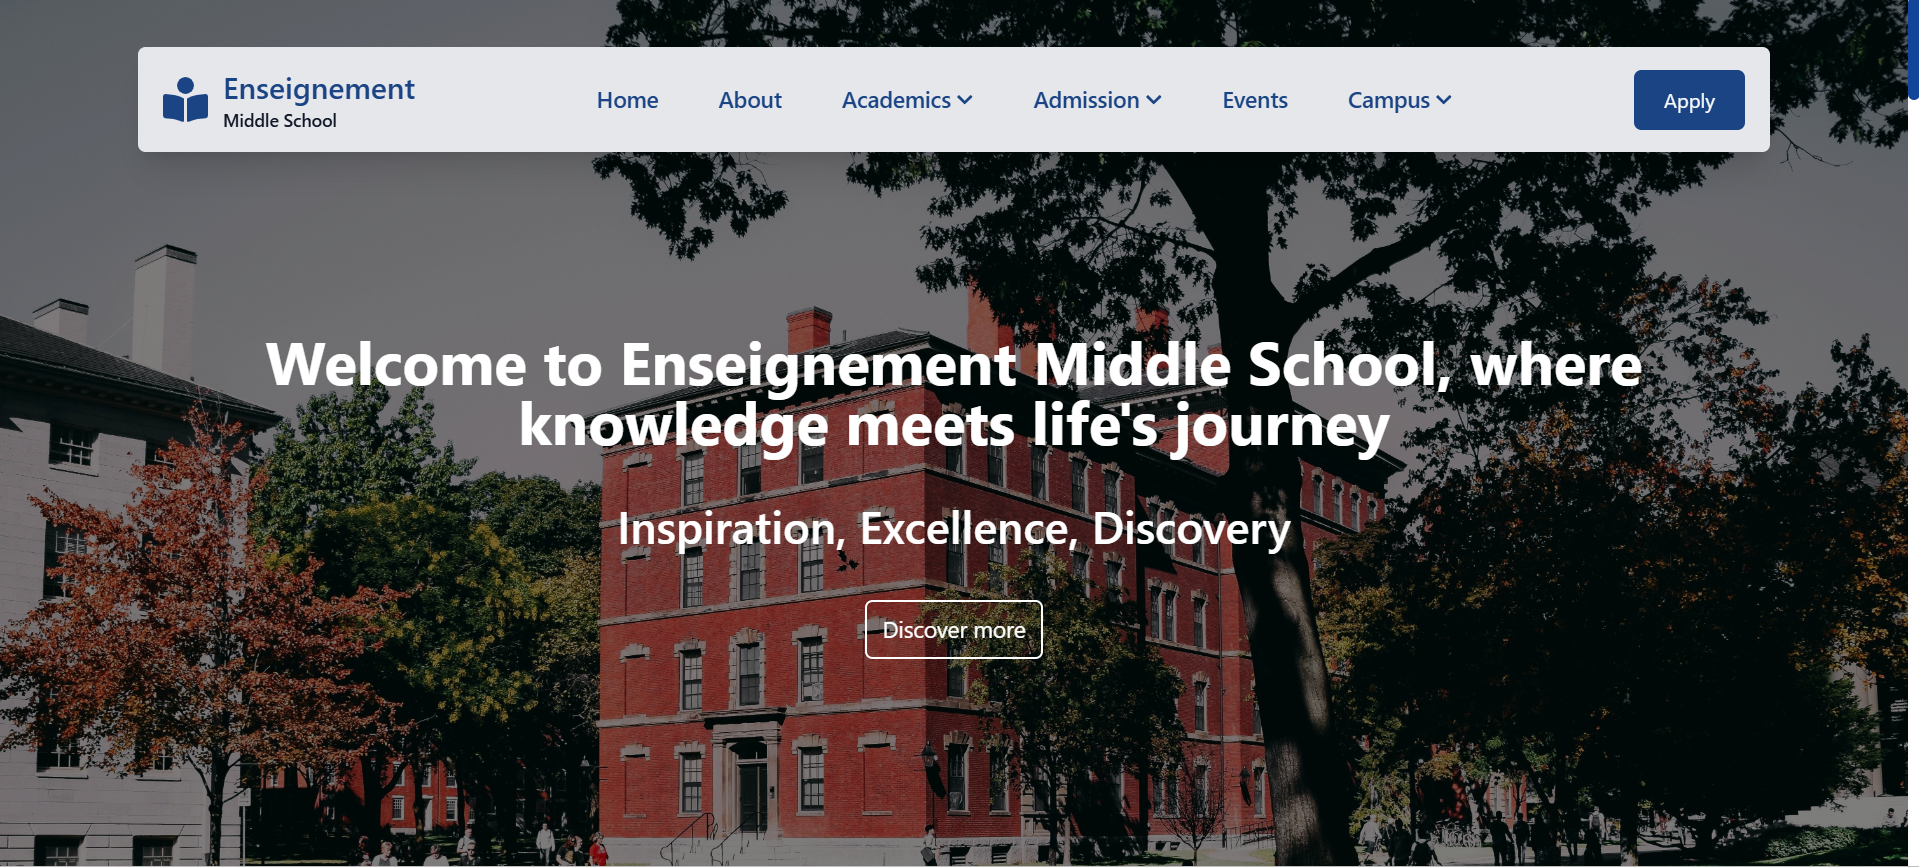 Enseignement
Middle School
Home
About
Academics
Admission
Events
Campus
Apply
Welcome to Enseignement Middle School, where
knowledge meets life's journey
Inspiration, Excellence, Discovery
Discover more